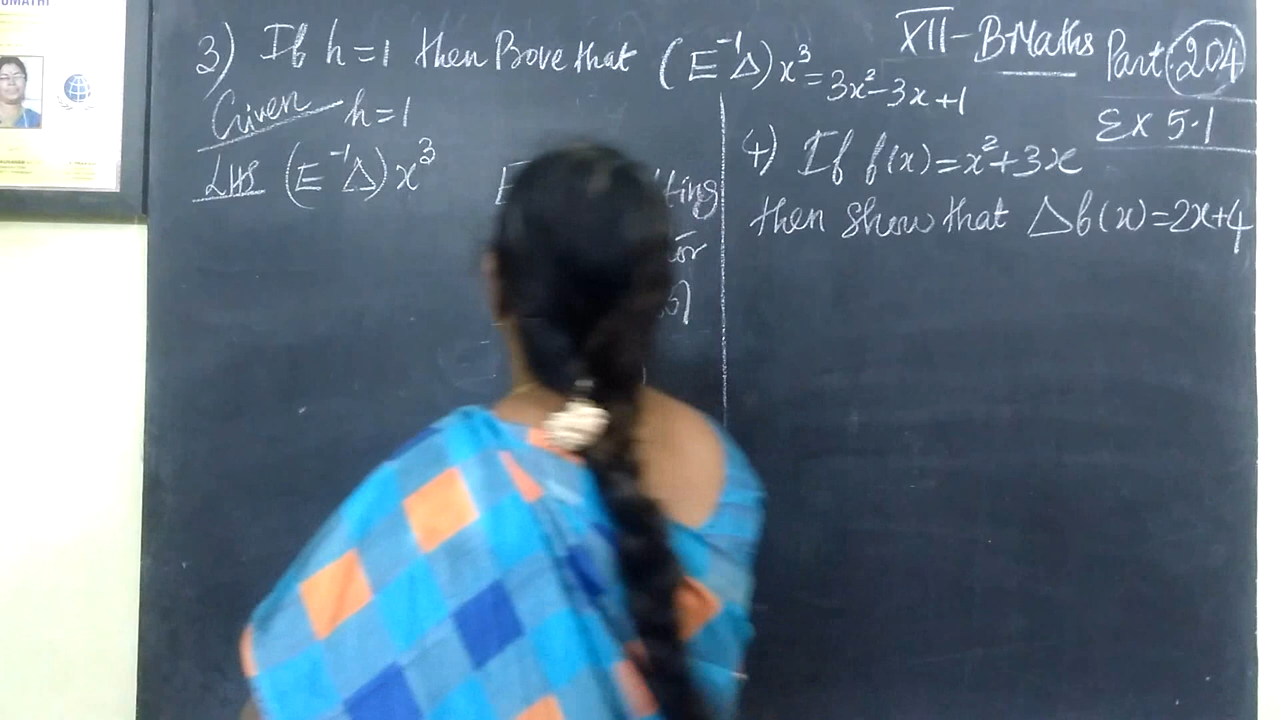 XII - B.Maths Part 204
Ex 5.1
3) If h=1 then Prove that (E⁻¹Δ)x³ = 3x²-3x+1
Given h=1
LHS (E⁻¹Δ)x³
E
4) If f(x)=x²+3x
then show that Δf(x)=2x+4